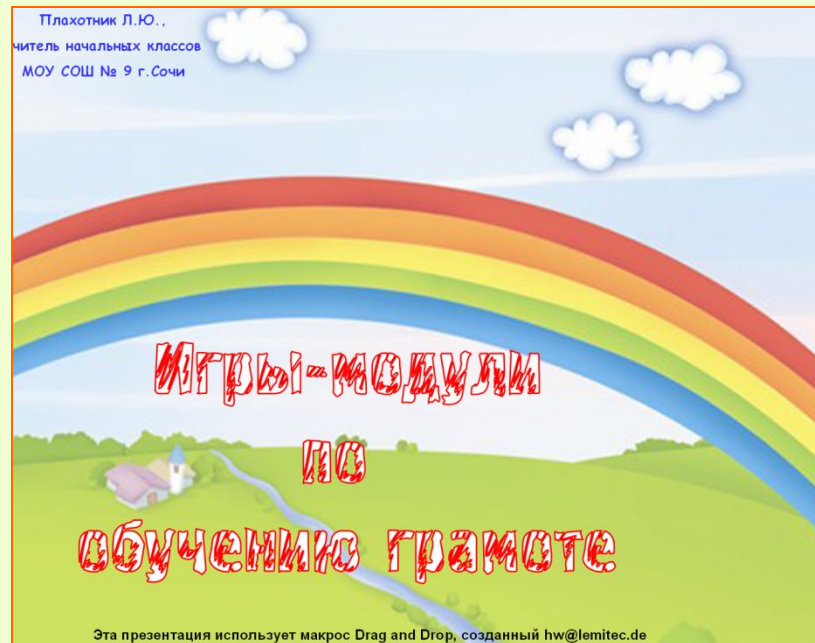 Плахотник Л.Ю.,
читель начальных классов
МОУ СОШ № 9 г.Сочи
Игры-модули
по
обучению грамоте
Эта презентация использует макрос Drag and Drop, созданный hw@lemitec.de